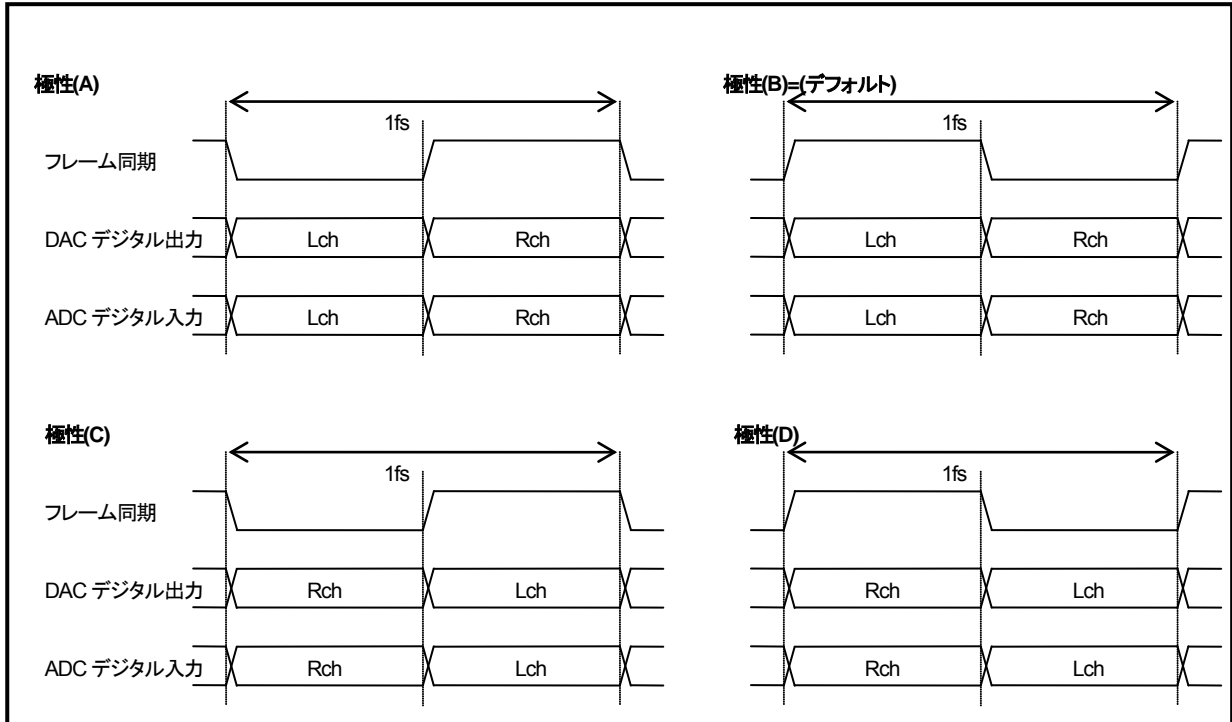 極性(A)
1fs
フレーム同期
DAC デジタル出力 Lch Rch
ADC デジタル入力 Lch Rch
極性(B)=(デフォルト)
1fs
Lch Rch
Lch Rch
極性(C)
1fs
フレーム同期
DAC デジタル出力 Rch Lch
ADC デジタル入力 Rch Lch
極性(D)
1fs
Rch Lch
Rch Lch